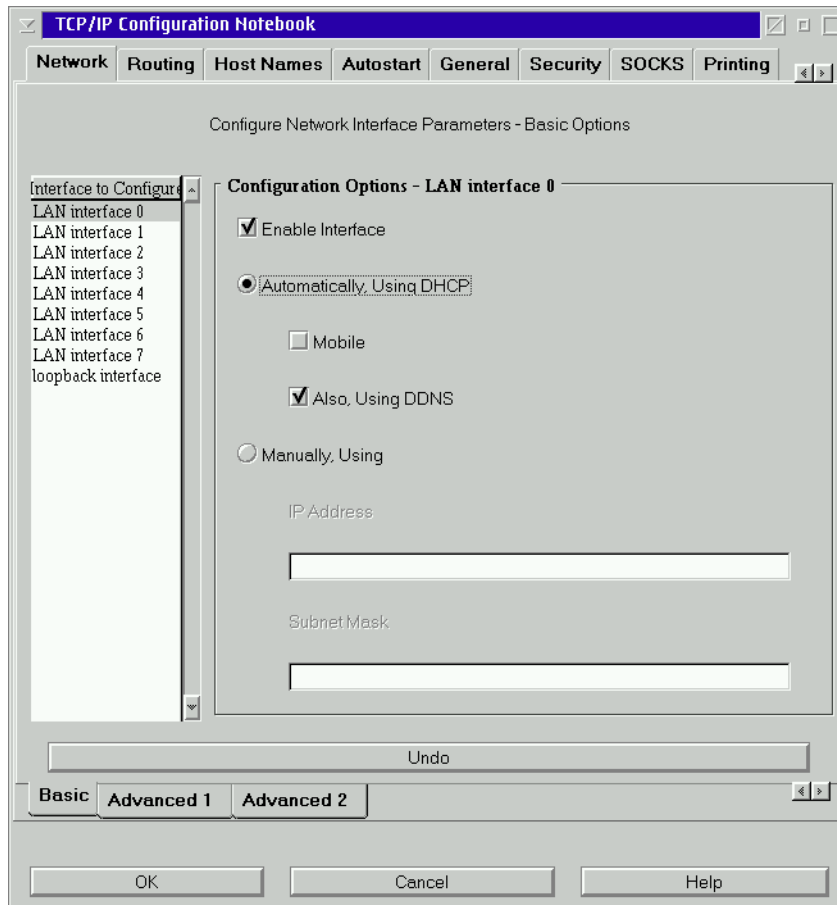 TCP/IP Configuration Notebook
Network Routing Host Names Autostart General Security SOCKS Printing
Configure Network Interface Parameters - Basic Options
Interface to Configure
LAN interface 0
LAN interface 1
LAN interface 2
LAN interface 3
LAN interface 4
LAN interface 5
LAN interface 6
LAN interface 7
loopback interface
Configuration Options - LAN interface 0
Enable Interface
Automatically, Using DHCP
Mobile
Also, Using DDNS
Manually, Using
IP Address
Subnet Mask
Undo
Basic Advanced 1 Advanced 2
OK Cancel Help